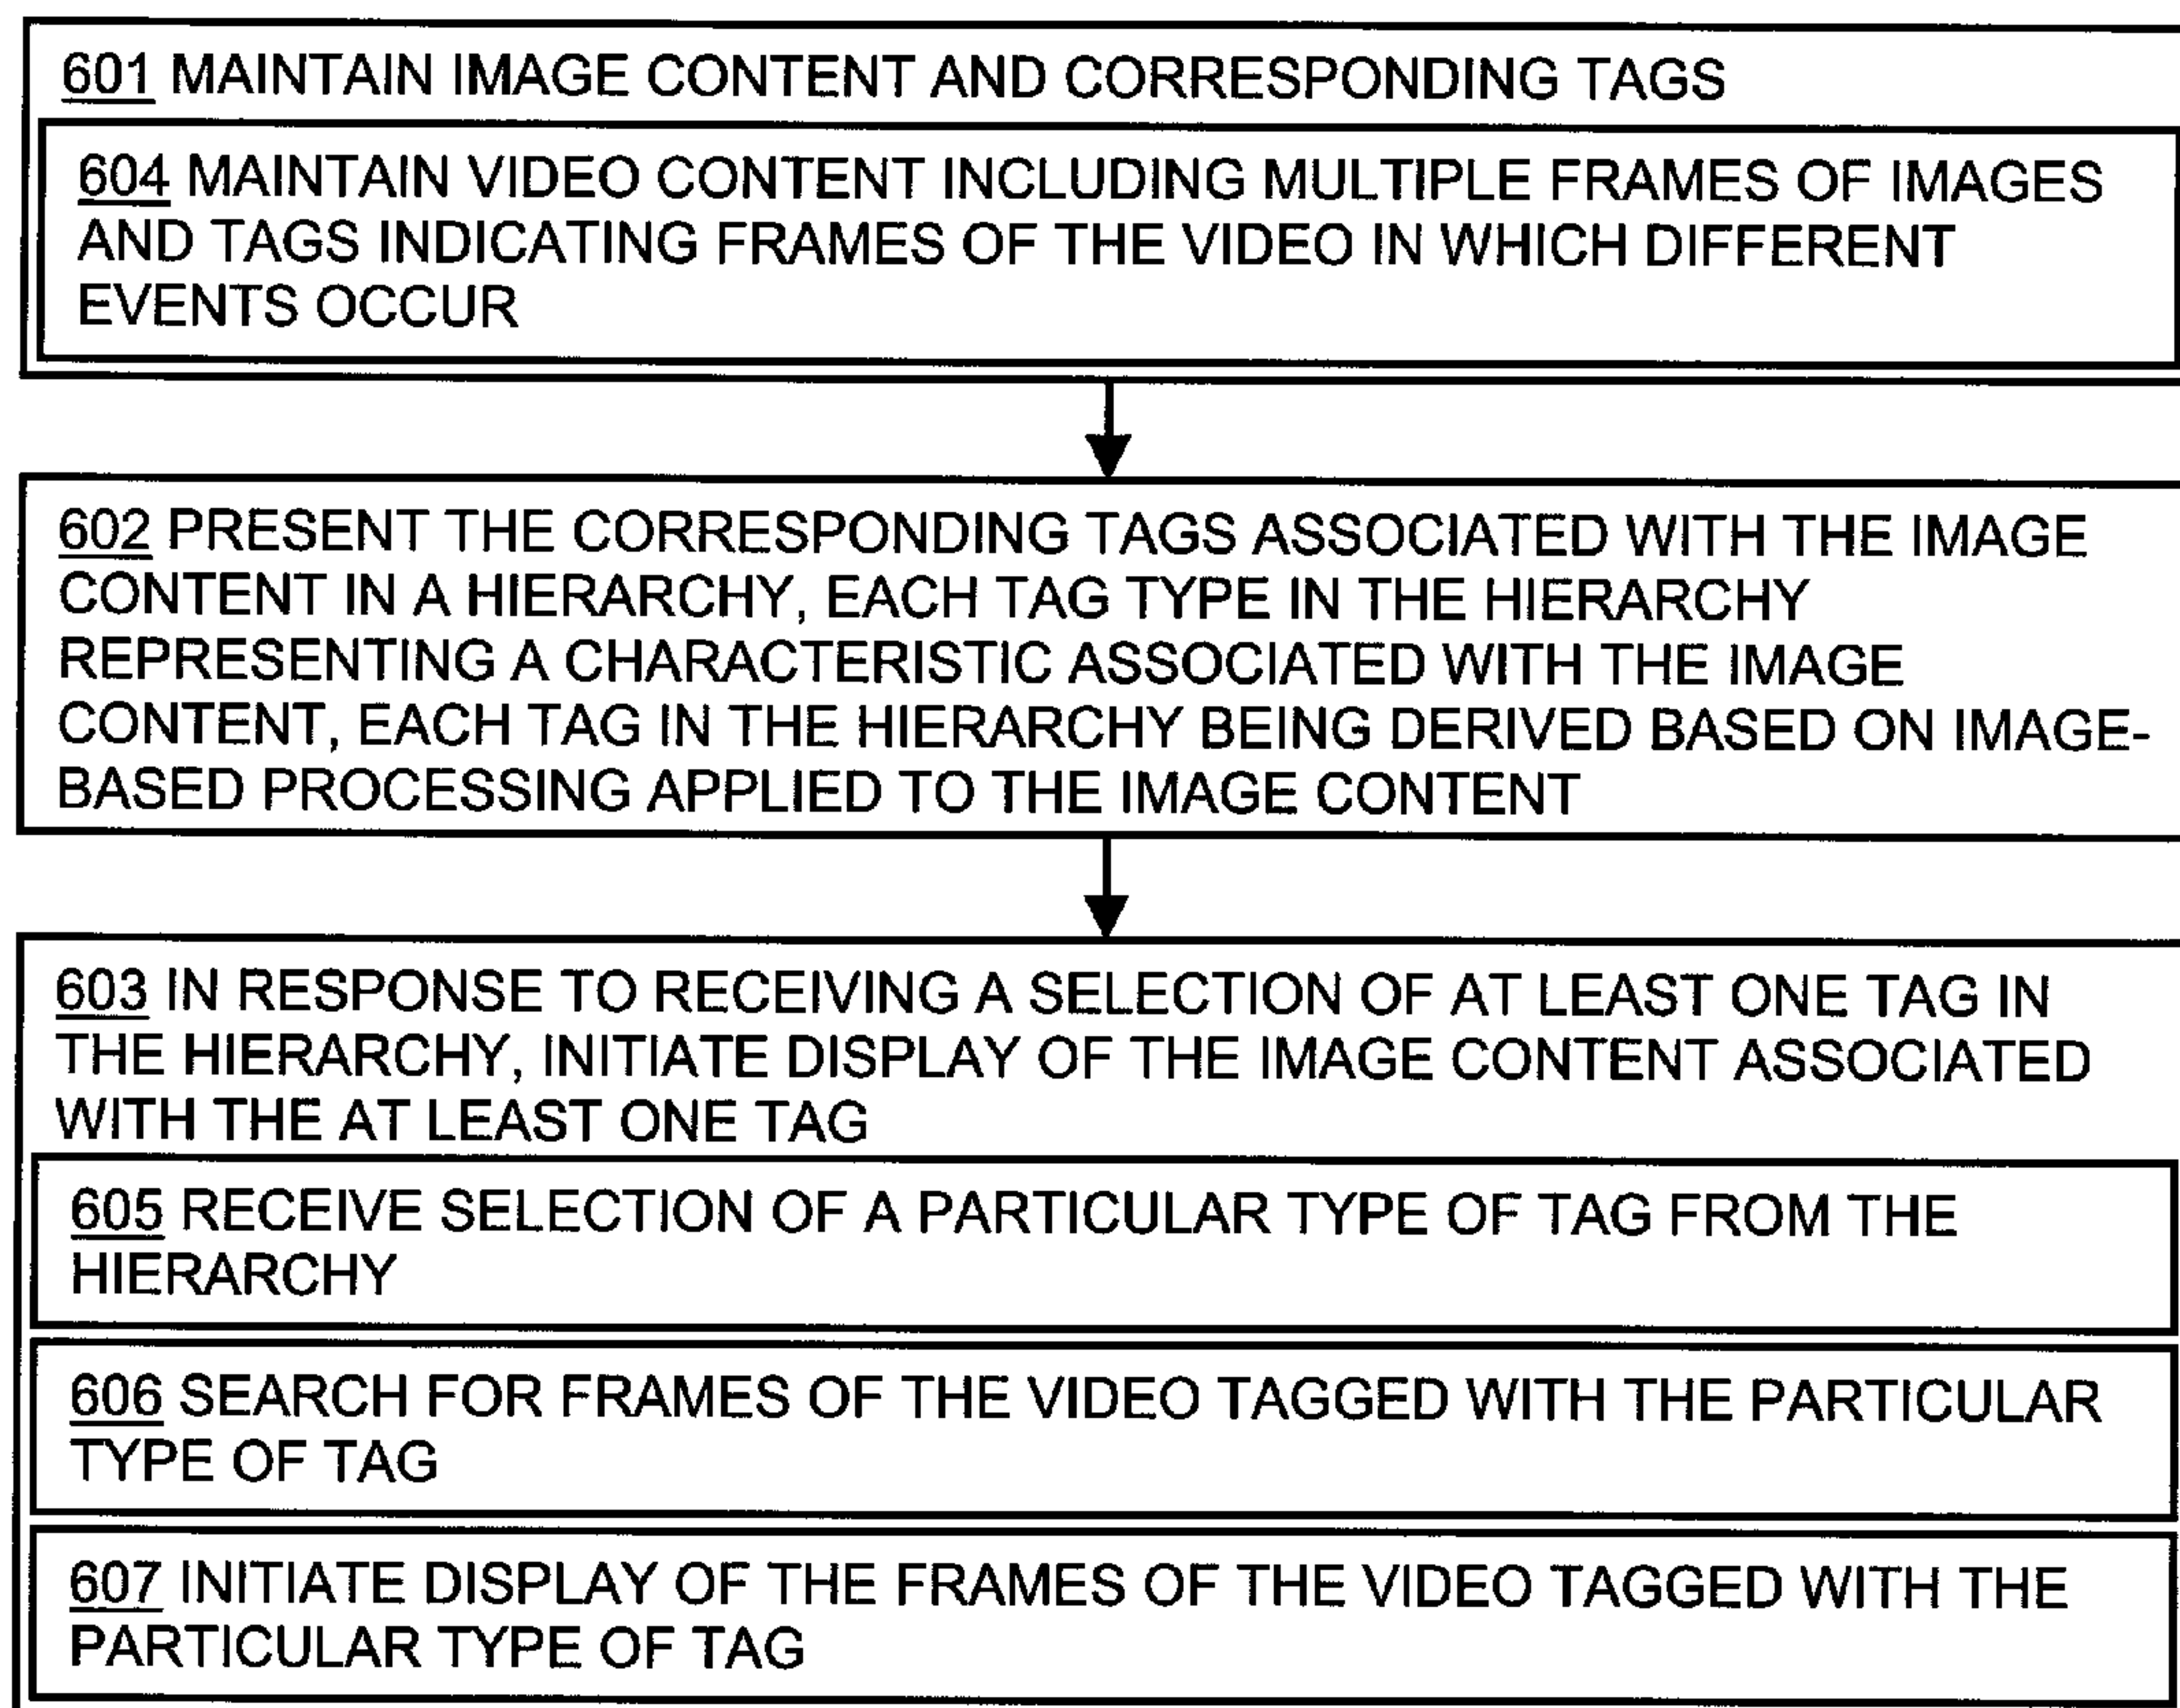 601 MAINTAIN IMAGE CONTENT AND CORRESPONDING TAGS
604 MAINTAIN VIDEO CONTENT INCLUDING MULTIPLE FRAMES OF IMAGES
AND TAGS INDICATING FRAMES OF THE VIDEO IN WHICH DIFFERENT
EVENTS OCCUR
602 PRESENT THE CORRESPONDING TAGS ASSOCIATED WITH THE IMAGE
CONTENT IN A HIERARCHY, EACH TAG TYPE IN THE HIERARCHY
REPRESENTING A CHARACTERISTIC ASSOCIATED WITH THE IMAGE
CONTENT, EACH TAG IN THE HIERARCHY BEING DERIVED BASED ON IMAGE-
BASED PROCESSING APPLIED TO THE IMAGE CONTENT
603 IN RESPONSE TO RECEIVING A SELECTION OF AT LEAST ONE TAG IN
THE HIERARCHY, INITIATE DISPLAY OF THE IMAGE CONTENT ASSOCIATED
WITH THE AT LEAST ONE TAG
605 RECEIVE SELECTION OF A PARTICULAR TYPE OF TAG FROM THE
HIERARCHY
606 SEARCH FOR FRAMES OF THE VIDEO TAGGED WITH THE PARTICULAR
TYPE OF TAG
607 INITIATE DISPLAY OF THE FRAMES OF THE VIDEO TAGGED WITH THE
PARTICULAR TYPE OF TAG